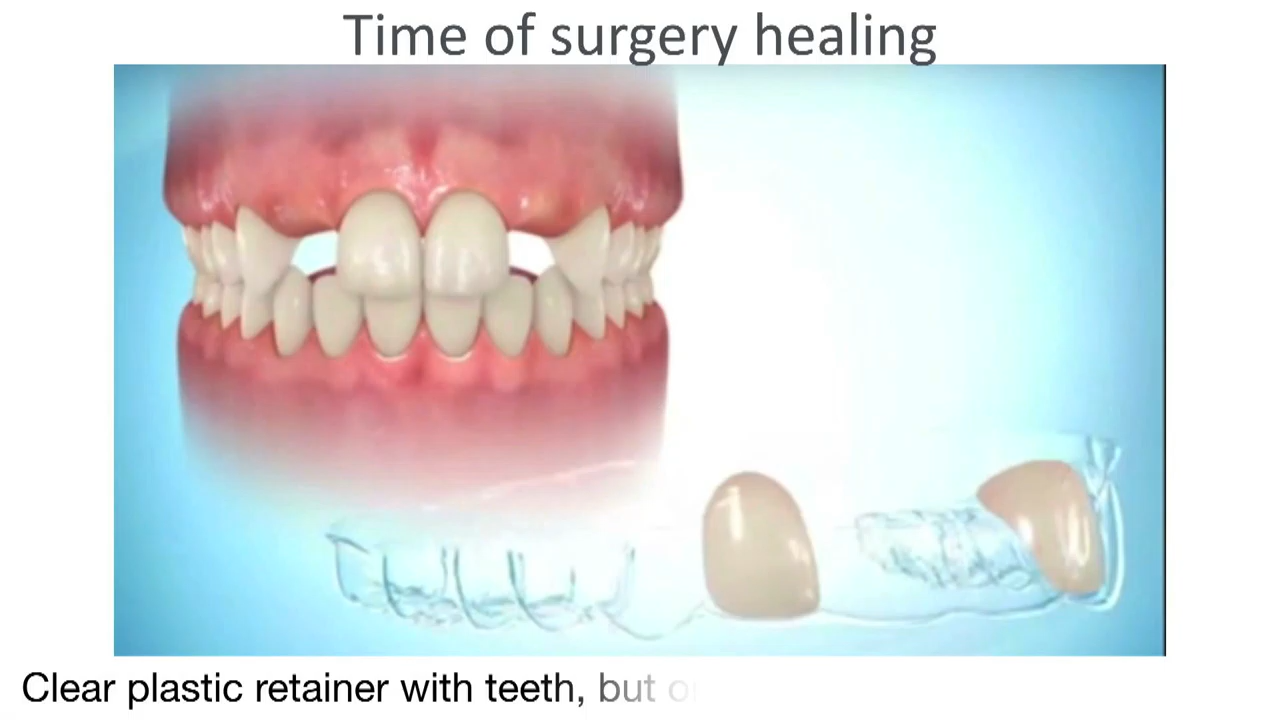 Time of surgery healing
Clear plastic retainer with teeth, but